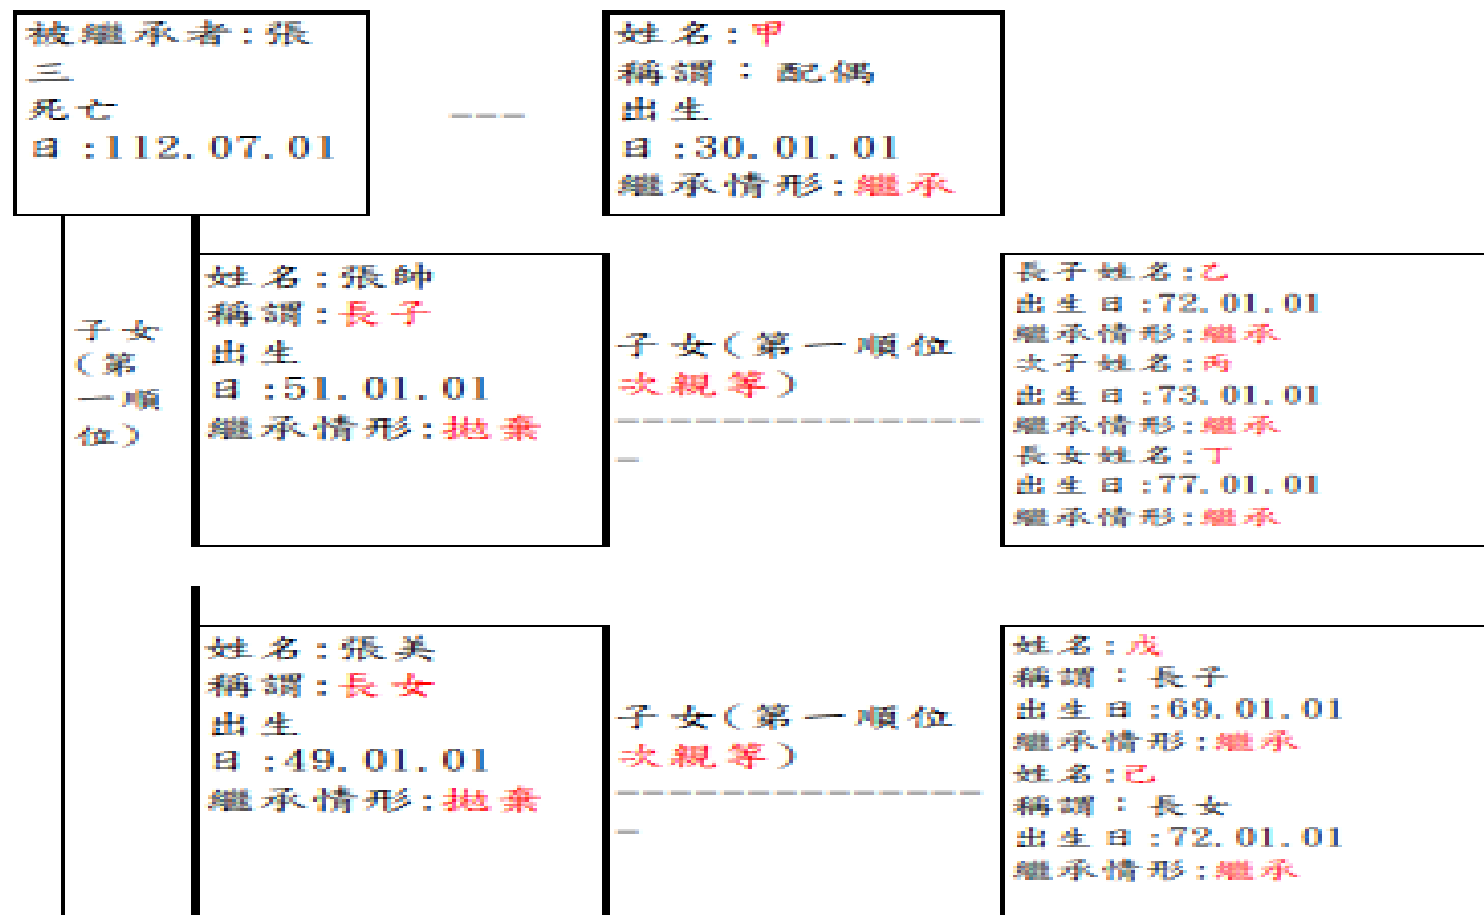 被繼承者:張
三
死亡
日:112.07.01
---
姓名:甲
稱謂：配偶
出生
日:30.01.01
繼承情形:繼承
子女
(第
一順
位)
姓名:張帥
稱謂:長子
出生
日:51.01.01
繼承情形:拋棄
子女(第一順位
次親等)
--------------
-
長子姓名:乙
出生日:72.01.01
繼承情形:繼承
次子姓名:丙
出生日:73.01.01
繼承情形:繼承
長女姓名:丁
出生日:77.01.01
繼承情形:繼承
姓名:張美
稱謂:長女
出生
日:49.01.01
繼承情形:拋棄
子女(第一順位
次親等)
--------------
-
姓名:戊
稱謂：長子
出生日:69.01.01
繼承情形:繼承
姓名:己
稱謂：長女
出生日:72.01.01
繼承情形:繼承